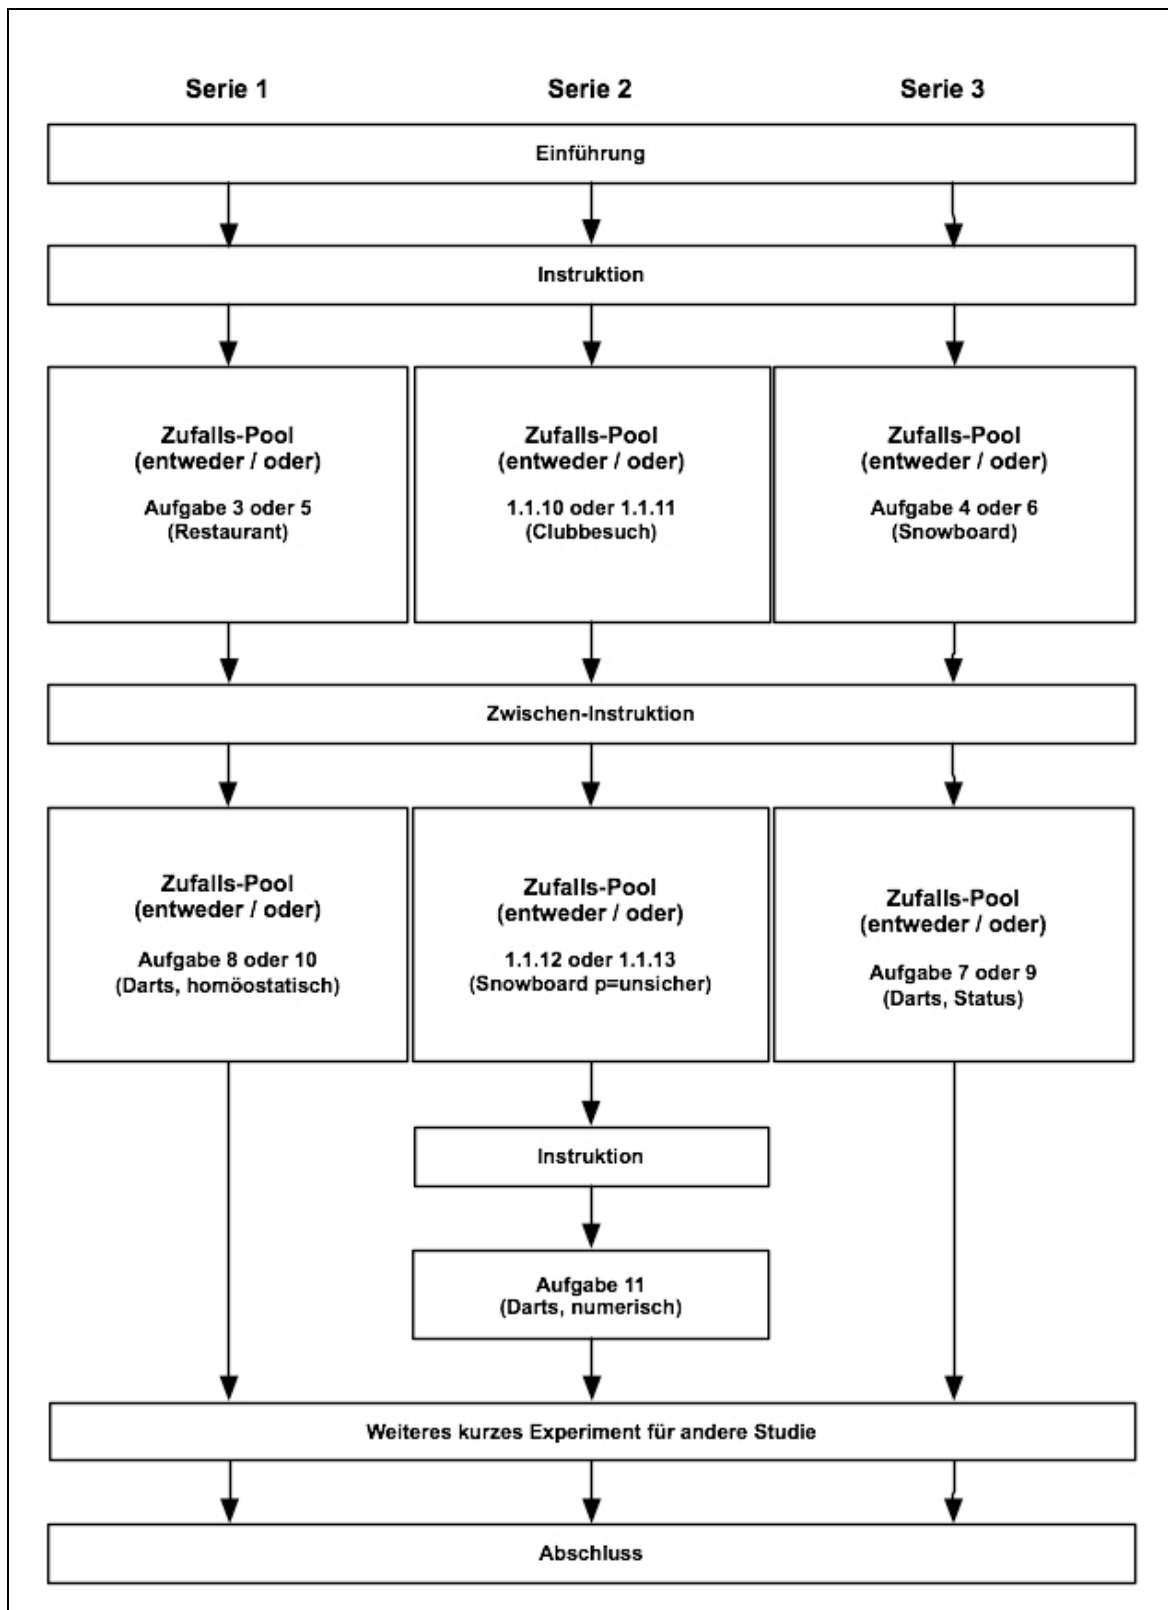 Serie 1
Serie 2
Serie 3
Einführung
Instruktion
Zufalls-Pool
(entweder / oder)
Aufgabe 3 oder 5
(Restaurant)
Zufalls-Pool
(entweder / oder)
1.1.10 oder 1.1.11
(Clubbesuch)
Zufalls-Pool
(entweder / oder)
Aufgabe 4 oder 6
(Snowboard)
Zwischen-Instruktion
Zufalls-Pool
(entweder / oder)
Aufgabe 8 oder 10
(Darts, homöostatisch)
Zufalls-Pool
(entweder / oder)
1.1.12 oder 1.1.13
(Snowboard p=unsicher)
Zufalls-Pool
(entweder / oder)
Aufgabe 7 oder 9
(Darts, Status)
Instruktion
Aufgabe 11
(Darts, numerisch)
Weiteres kurzes Experiment für andere Studie
Abschluss